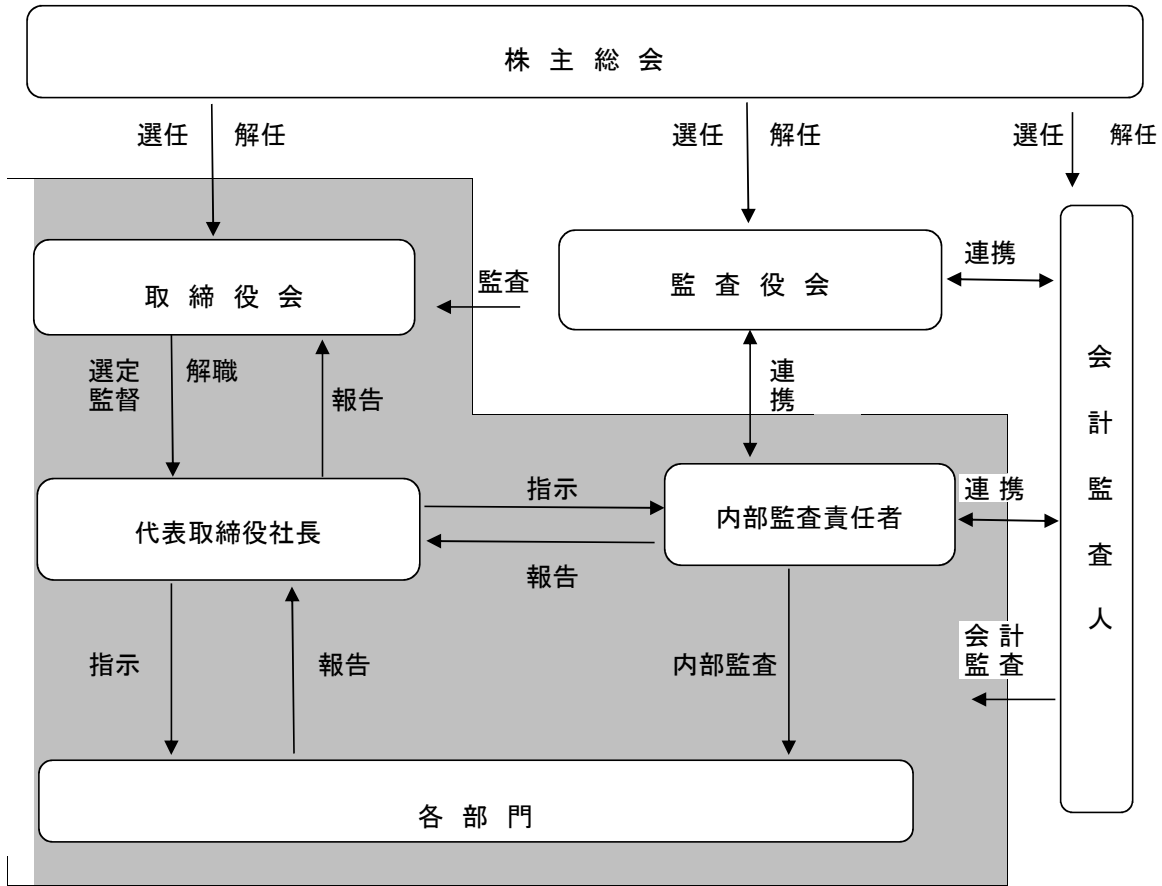 株 主 総 会
選任 解任
選任 解任
選任 解任
取 締 役 会
監査
監 査 役 会
連携
選定
監督
解職
報告
連
携
会
計
監
査
人
代表取締役社長
指示
報告
内部監査責任者
連 携
指示
報告
内部監査
会 計
監 査
各 部 門